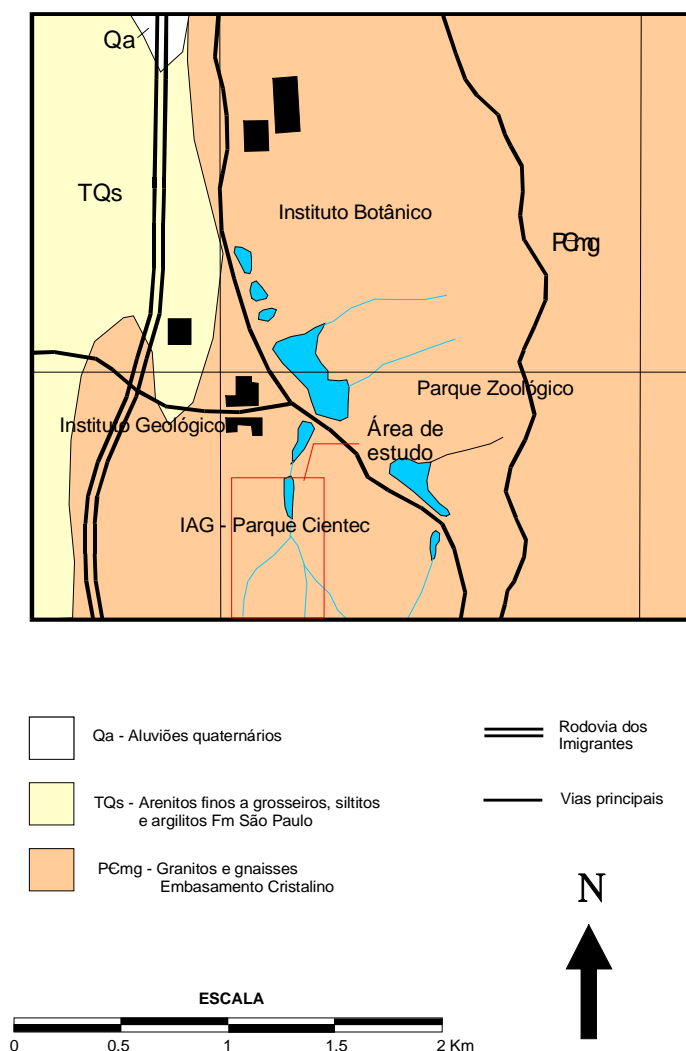 Qa
TQs
Instituto Botânico
PЄmg
Parque Zoológico
Instituto Geológico
Área de
estudo
IAG - Parque Cientec
Qa - Aluviões quaternários
TQs - Arenitos finos a grosseiros, siltitos
e argilitos Fm São Paulo
PЄmg - Granitos e gnaisses
Embasamento Cristalino
Rodovia dos
Imigrantes
Vias principais
N
ESCALA
0 0.5 1 1.5 2 Km